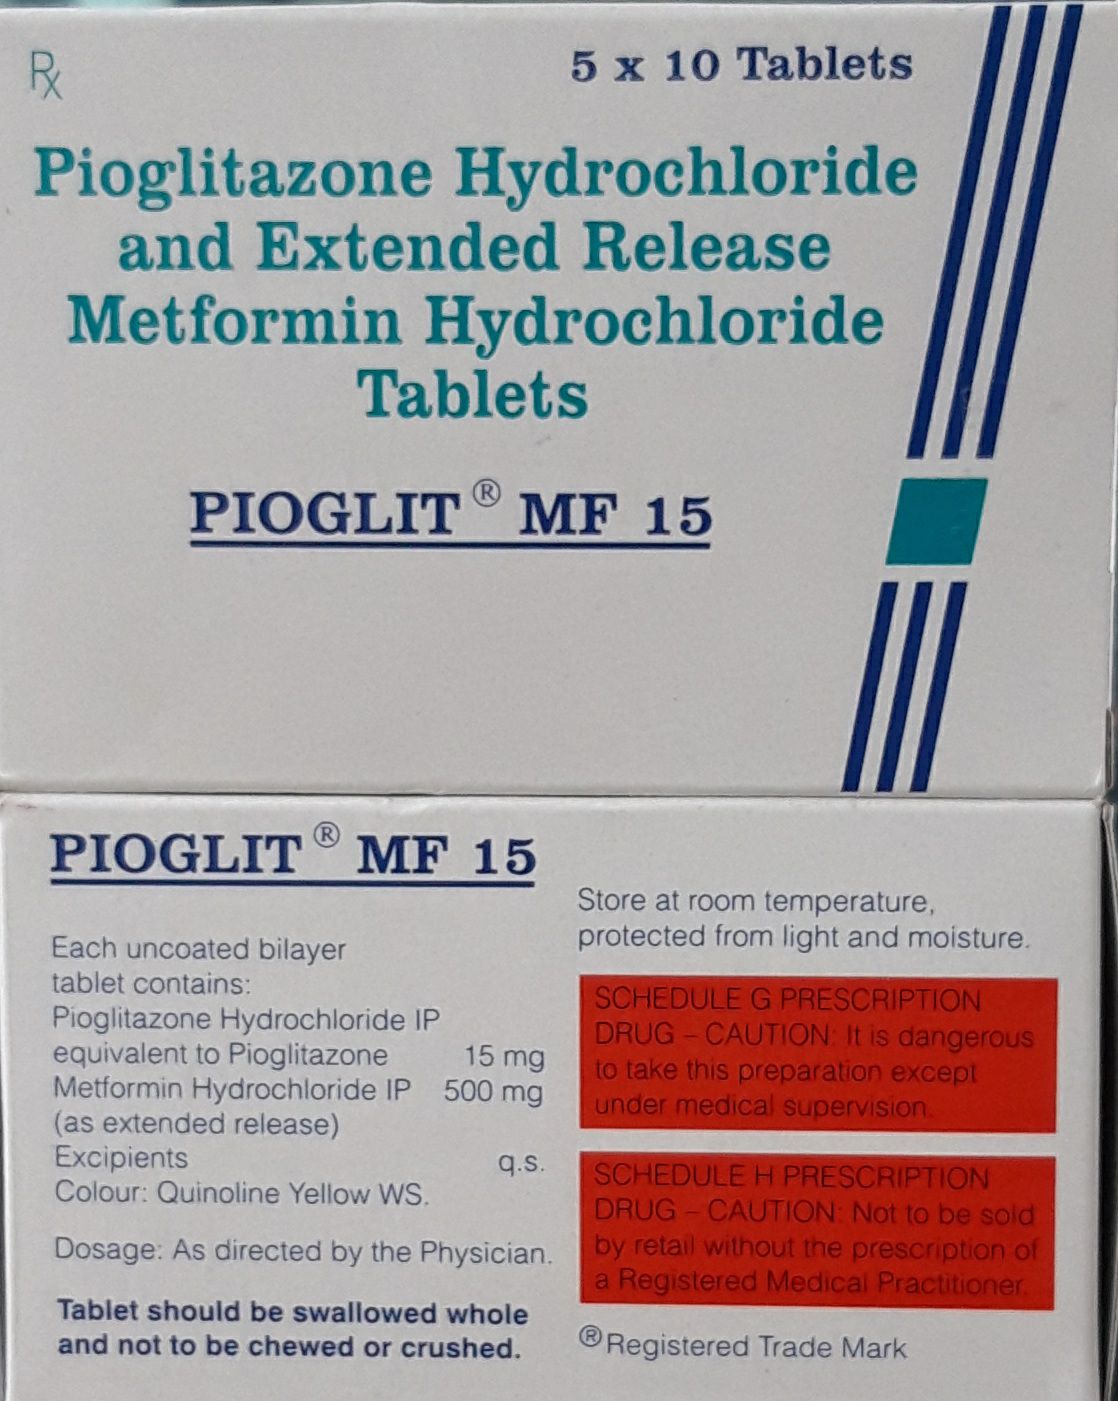 Rx
5 x 10 Tablets
Pioglitazone Hydrochloride
and Extended Release
Metformin Hydrochloride
Tablets
PIOGLIT® MF 15
PIOGLIT® MF 15
Each uncoated bilayer
tablet contains:
Pioglitazone Hydrochloride IP
equivalent to Pioglitazone 15 mg
Metformin Hydrochloride IP 500 mg
(as extended release)
Excipients q.s.
Colour: Quinoline Yellow WS.
Dosage: As directed by the Physician.
Tablet should be swallowed whole
and not to be chewed or crushed.
Store at room temperature,
protected from light and moisture.
SCHEDULE G PRESCRIPTION
DRUG – CAUTION: It is dangerous
to take this preparation except
under medical supervision.
SCHEDULE H PRESCRIPTION
DRUG – CAUTION: Not to be sold
by retail without the prescription of
a Registered Medical Practitioner.
®Registered Trade Mark